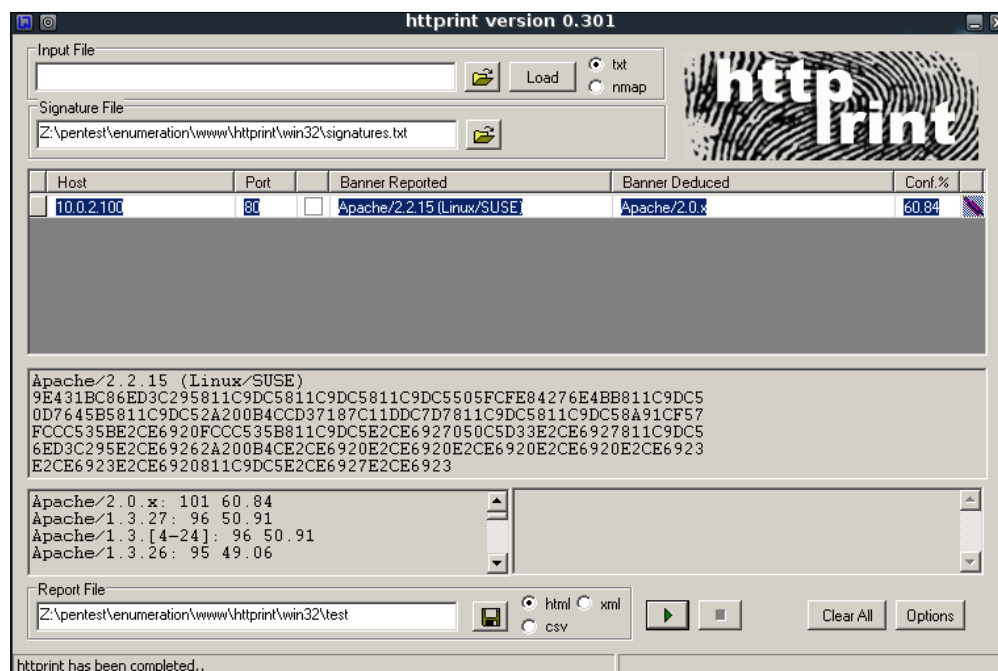 httprint version 0.301
Input File
Load
txt
nmap
Signature File
Z:\pentest\enumeration\www\httprint\win32\signatures.txt
http
print
Host Port Banner Reported Banner Deduced Conf.%
10.0.2.100 80 Apache/2.2.15 (Linux/SUSE) Apache/2.0.x 60.84
Apache/2.2.15 (Linux/SUSE)
9E431BC86ED3C295811C9DC5811C9DC5811C9DC5505FCFE84276E4BB811C9DC5
0D7645B5811C9DC52A200B4CCD37187C11DDC7D7811C9DC5811C9DC58A91CF57
FCCC535BE2CE6920FCCC535B811C9DC5E2CE6927050C5D33E2CE6927811C9DC5
6ED3C295E2CE69262A200B4CE2CE6920E2CE6920E2CE6920E2CE6920E2CE6923
E2CE6923E2CE6920811C9DC5E2CE6927E2CE6923
Apache/2.0.x: 101 60.84
Apache/1.3.27: 96 50.91
Apache/1.3.[4-24]: 96 50.91
Apache/1.3.26: 95 49.06
Report File
Z:\pentest\enumeration\www\httprint\win32\test
html xml
csv
Clear All
Options
httprint has been completed..